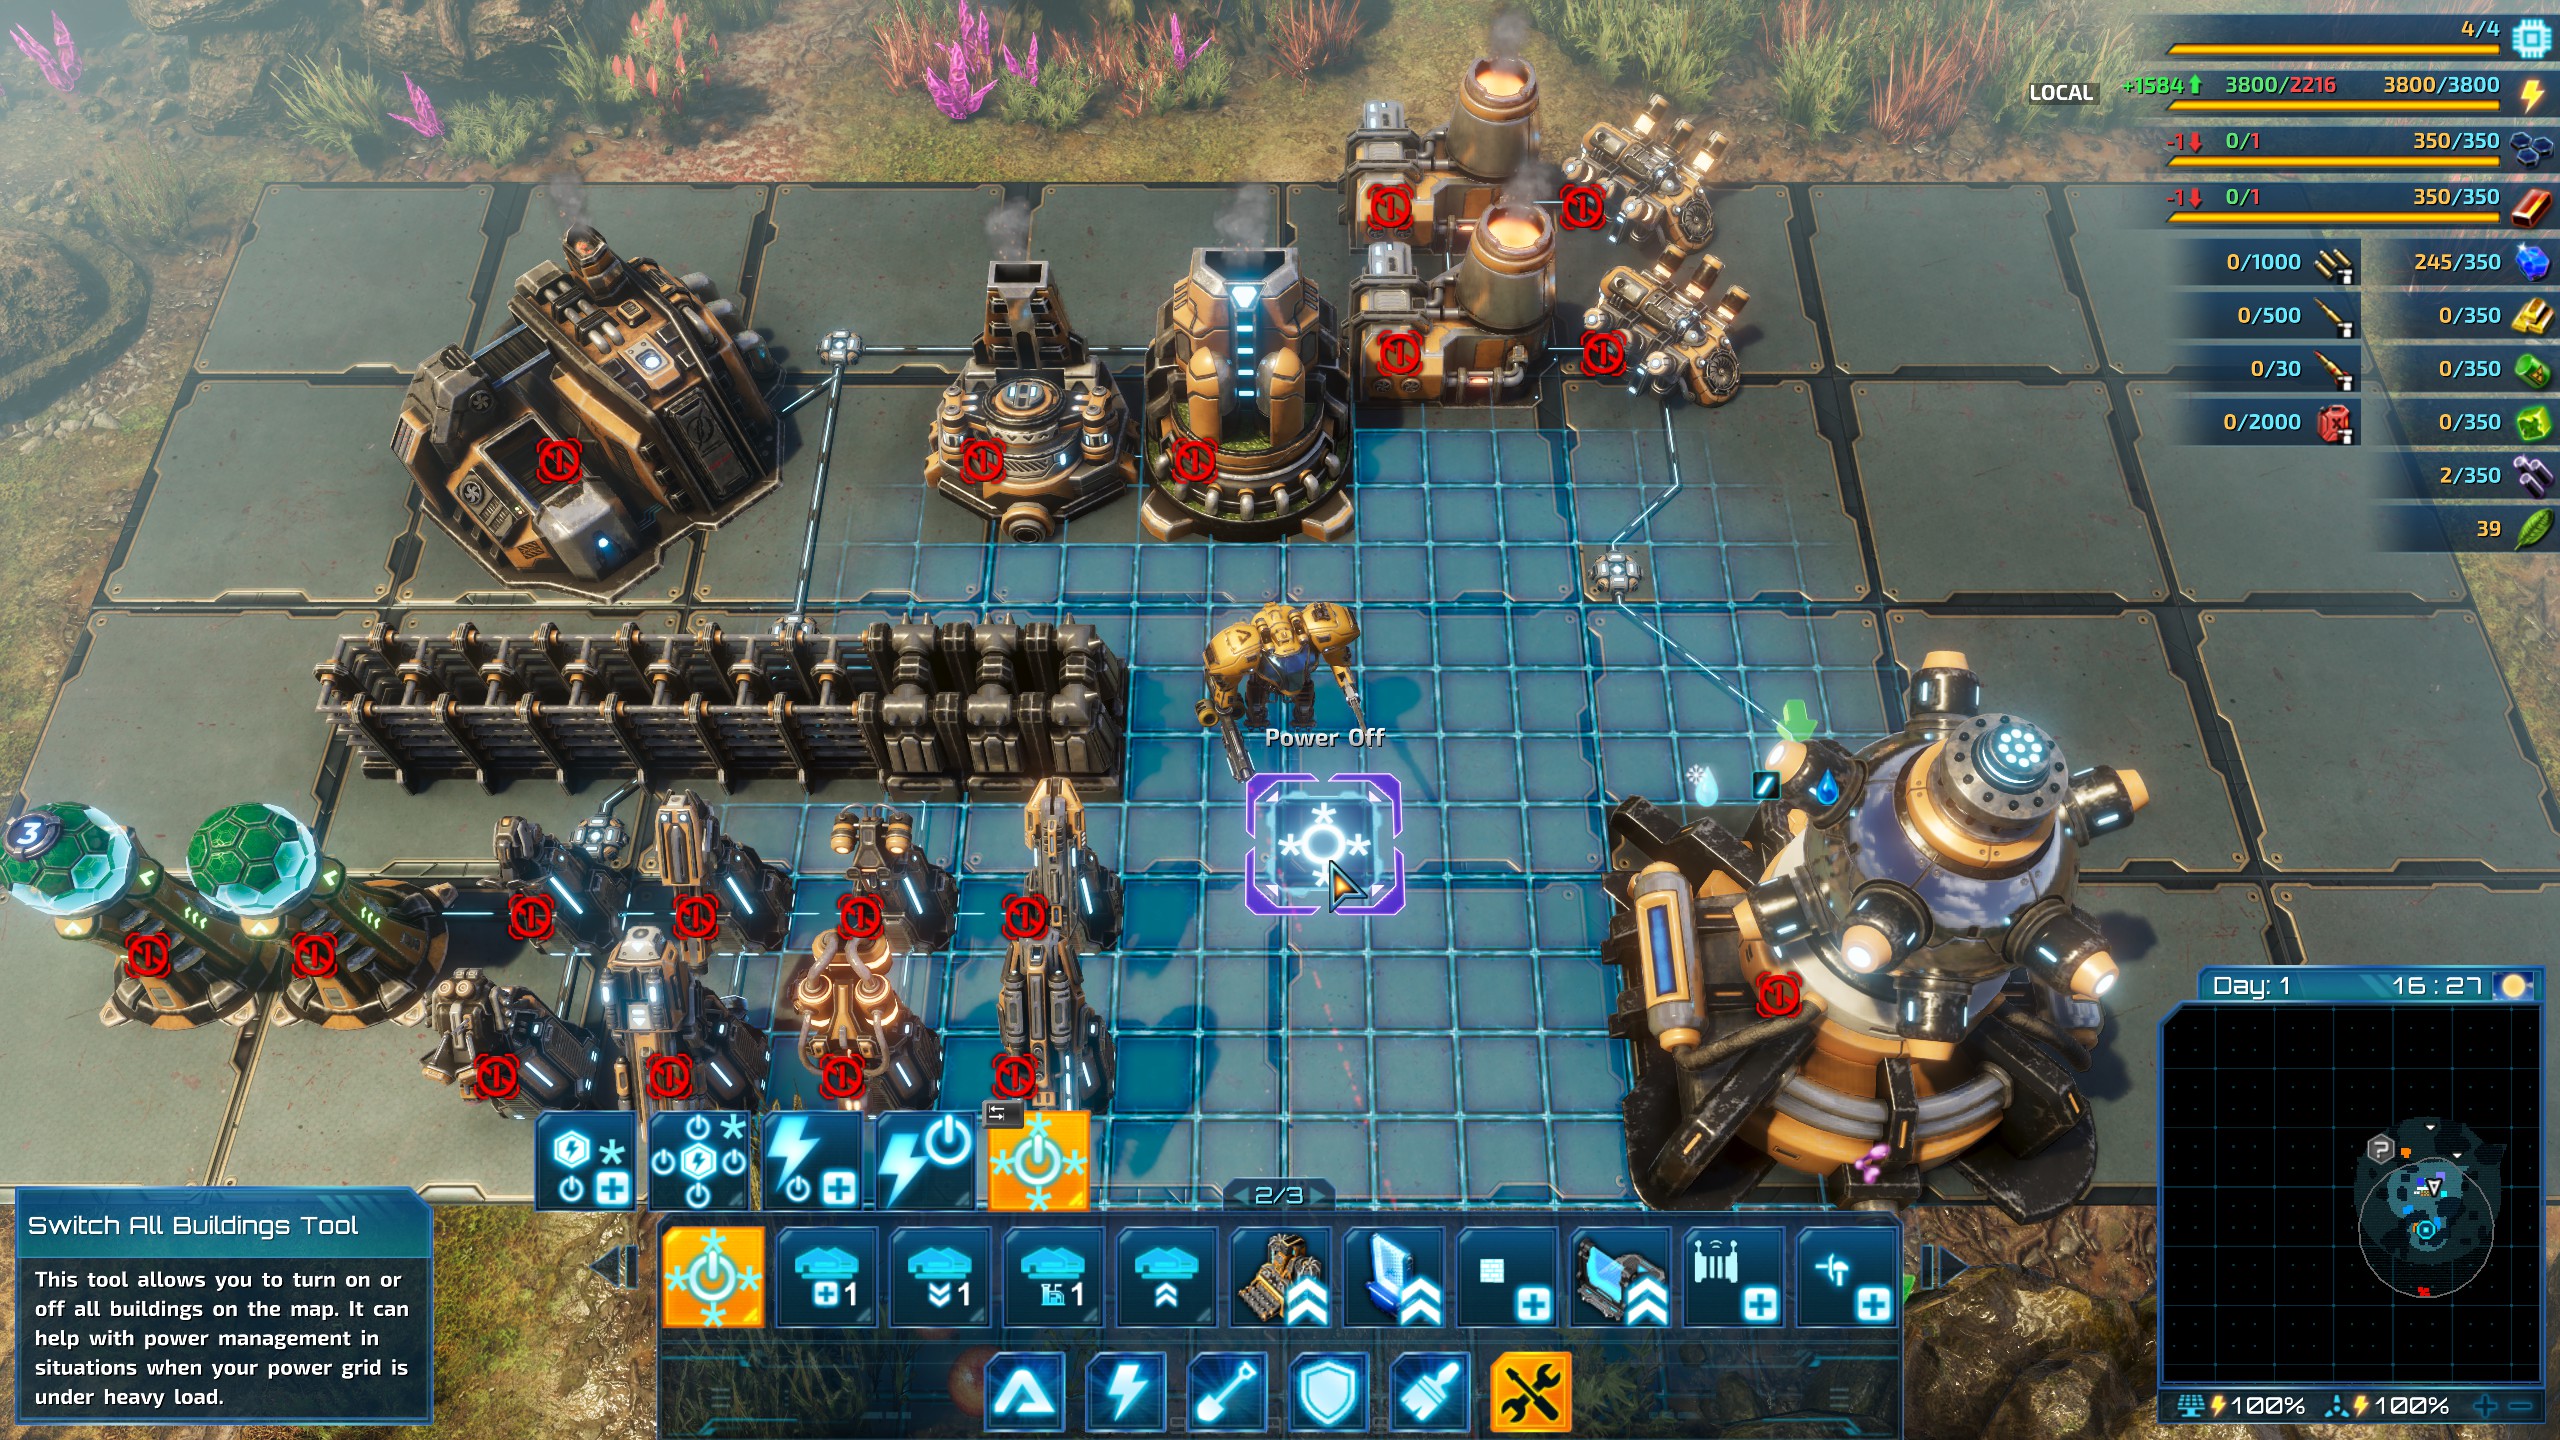 4/4
LOCAL +1584 3800/2216 3800/3800
-1 0/1 350/350
-1 0/1 350/350
0/1000 245/350
0/500 0/350
0/30 0/350
0/2000 0/350
2/350
39
Power Off
3
Day: 1 16:27
2/3
Switch All Buildings Tool
This tool allows you to turn on or
off all buildings on the map. It can
help with power management in
situations when your power grid is
under heavy load.
1 1 1
?
100% 100%